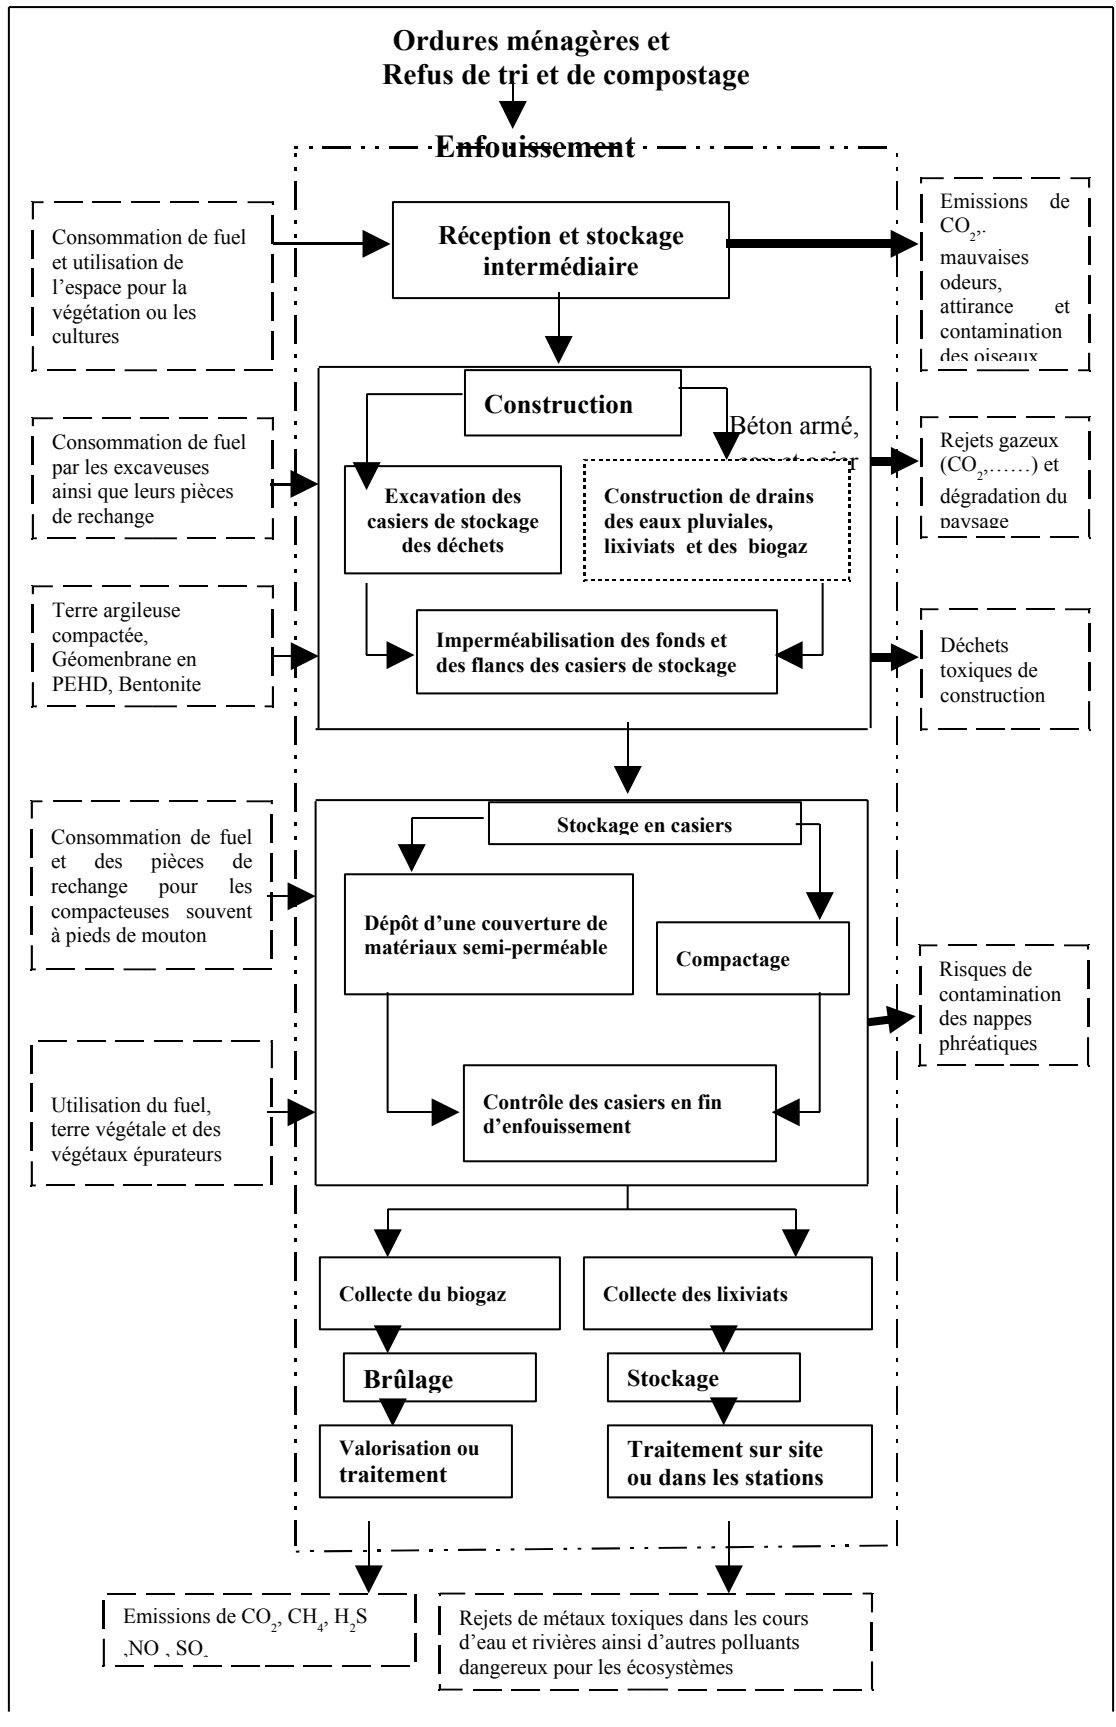 Ordures ménagères et
Refus de tri et de compostage
Enfouissement
Consommation de fuel
et utilisation de
l'espace pour la
végétation ou les
cultures
Réception et stockage
intermédiaire
Emissions de
CO2,.
mauvaises
odeurs,
attirance et
contamination
des oiseaux
Construction
Béton armé,
eau et acier
Consommation de fuel
par les excaveuses
ainsi que leurs pièces
de rechange
Excavation des
casiers de stockage
des déchets
Construction de drains
des eaux pluviales,
lixiviats et des biogaz
Rejets gazeux
(CO2,……) et
dégradation du
paysage
Terre argileuse
compactée,
Géomenbrane en
PEHD, Bentonite
Imperméabilisation des fonds et
des flancs des casiers de stockage
Déchets
toxiques de
construction
Stockage en casiers
Consommation de fuel
et des pièces de
rechange pour les
compacteuses souvent
à pieds de mouton
Dépôt d'une couverture de
matériaux semi-perméable
Compactage
Risques de
contamination
des nappes
phréatiques
Utilisation du fuel,
terre végétale et des
végétaux épurateurs
Contrôle des casiers en fin
d'enfouissement
Collecte du biogaz
Collecte des lixiviats
Brûlage
Stockage
Valorisation ou
traitement
Traitement sur site
ou dans les stations
Emissions de CO2, CH4, H2S
,NO , SO
Rejets de métaux toxiques dans les cours
d'eau et rivières ainsi d'autres polluants
dangereux pour les écosystèmes